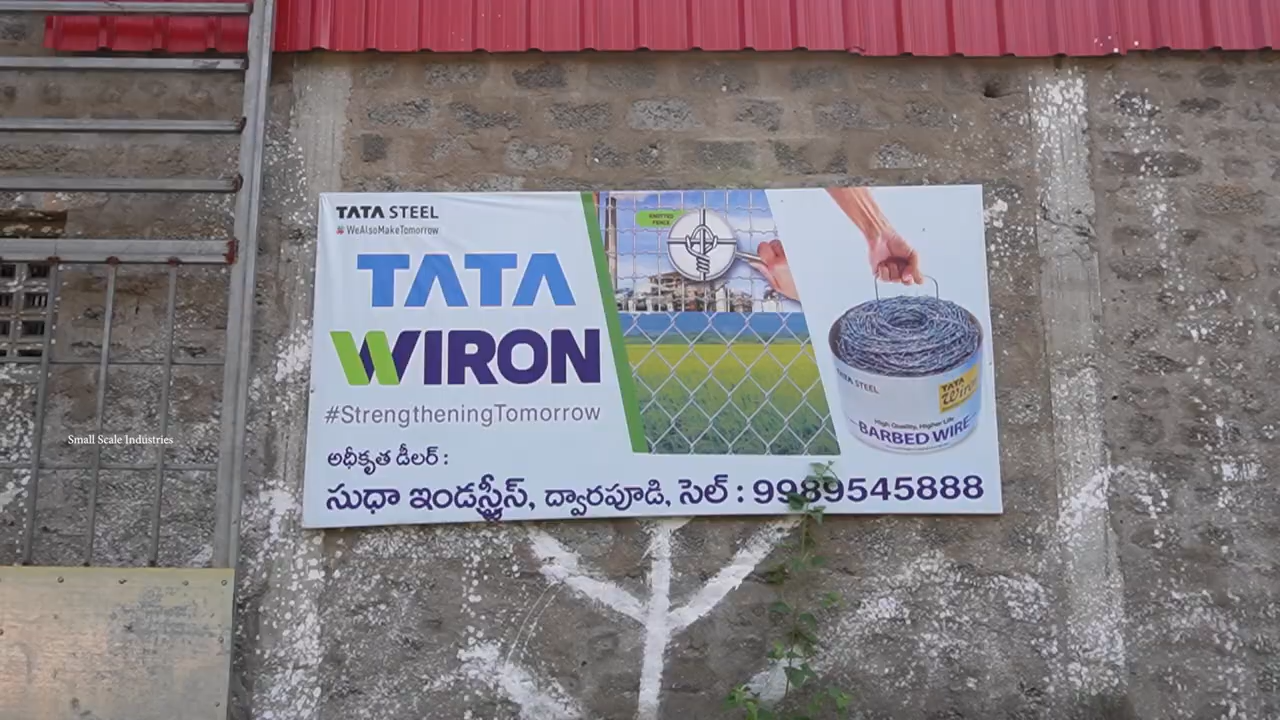 TATA STEEL
#WeAlsoMakeTomorrow
TATA
WIRON
#StrengtheningTomorrow
అధీకృత డీలర్ :
సుధా ఇండస్ట్రీస్, ద్వారపూడి, సెల్ : 9989545888
KNOTTED
FENCE
TATA STEEL
TATA
Wiron
High Quality, Higher Life
BARBED WIRE
Small Scale Industries